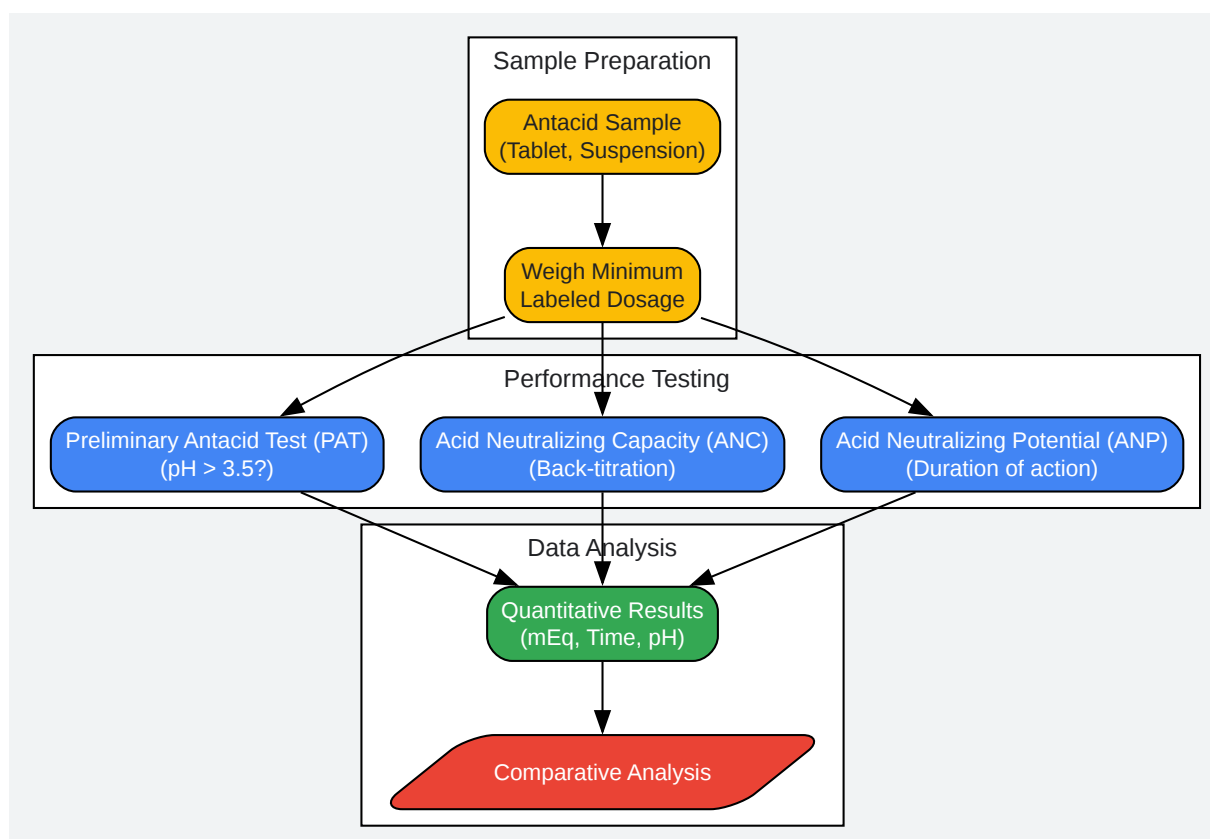 Sample Preparation
Antacid Sample
(Tablet, Suspension)
Weigh Minimum
Labeled Dosage
Performance Testing
Preliminary Antacid Test (PAT)
(pH > 3.5?)
Acid Neutralizing Capacity (ANC)
(Back-titration)
Acid Neutralizing Potential (ANP)
(Duration of action)
Data Analysis
Quantitative Results
(mEq, Time, pH)
Comparative Analysis